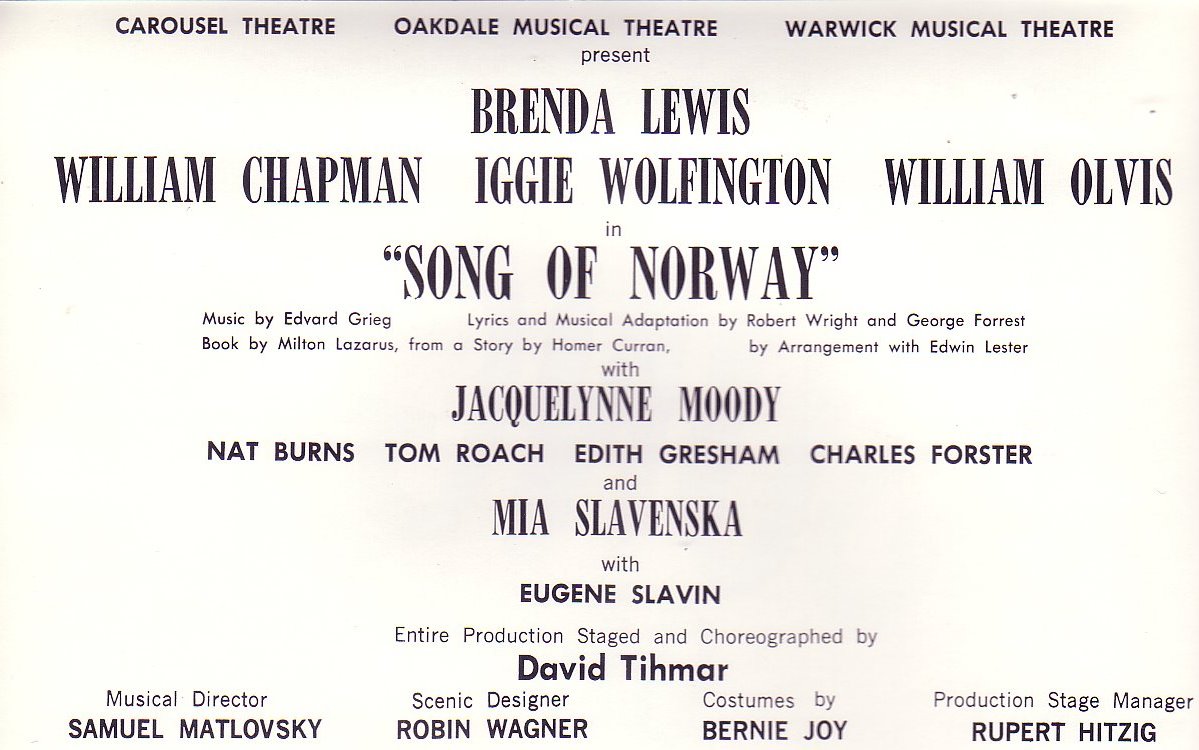 CAROUSEL THEATRE OAKDALE MUSICAL THEATRE WARWICK MUSICAL THEATRE
present
BRENDA LEWIS
WILLIAM CHAPMAN IGGIE WOLFINGTON WILLIAM OLVIS
in
“SONG OF NORWAY”
Music by Edvard Grieg Lyrics and Musical Adaptation by Robert Wright and George Forrest
Book by Milton Lazarus, from a Story by Homer Curran, by Arrangement with Edwin Lester
with
JACQUELYNNE MOODY
NAT BURNS TOM ROACH EDITH GRESHAM CHARLES FORSTER
and
MIA SLAVENSKA
with
EUGENE SLAVIN
Entire Production Staged and Choreographed by
David Tihmar
Musical Director Scenic Designer Costumes by Production Stage Manager
SAMUEL MATLOVSKY ROBIN WAGNER BERNIE JOY RUPERT HITZIG